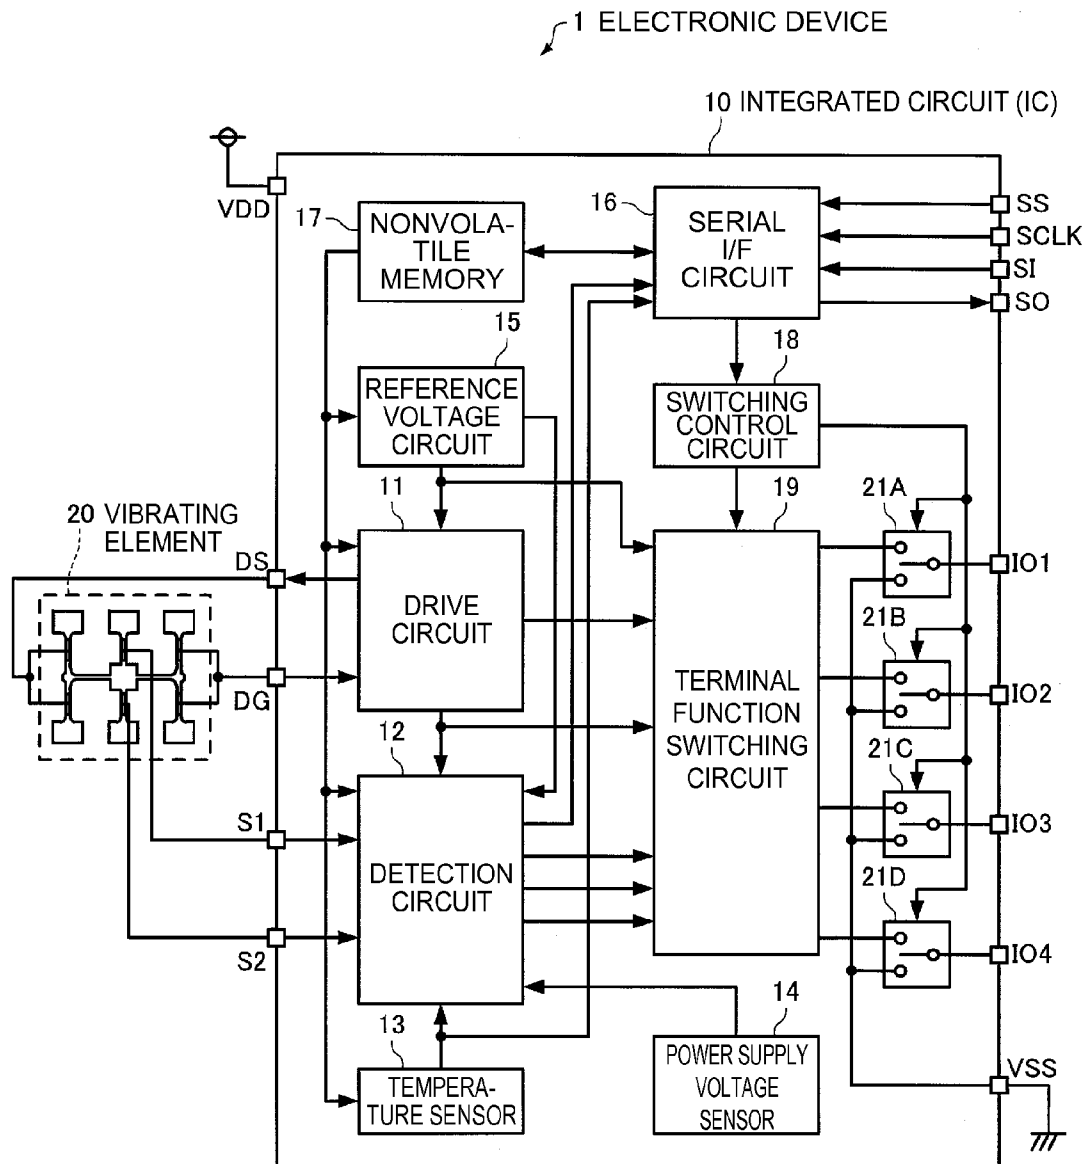 1 ELECTRONIC DEVICE
10 INTEGRATED CIRCUIT (IC)
VDD
17
NONVOLA-
TILE
MEMORY
16
SERIAL
I/F
CIRCUIT
SS
SCLK
SI
SO
15
REFERENCE
VOLTAGE
CIRCUIT
18
SWITCHING
CONTROL
CIRCUIT
20 VIBRATING
ELEMENT
DS
DG
11
DRIVE
CIRCUIT
19
TERMINAL
FUNCTION
SWITCHING
CIRCUIT
21A
IO1
21B
IO2
21C
IO3
21D
IO4
12
DETECTION
CIRCUIT
S1
S2
13
TEMPERA-
TURE SENSOR
14
POWER SUPPLY
VOLTAGE
SENSOR
VSS